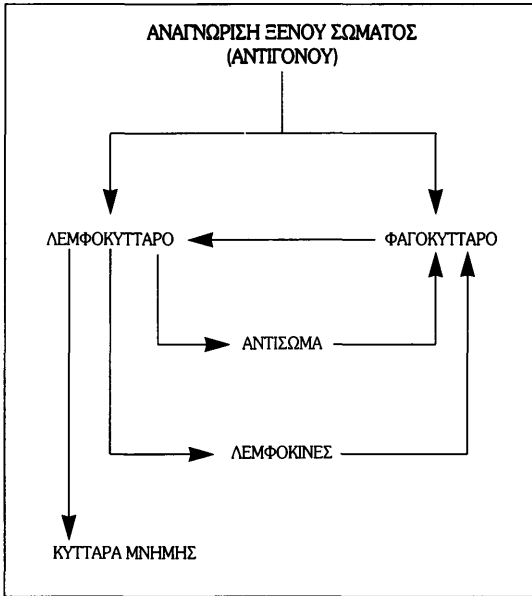 ΑΝΑΓΝΩΡΙΣΗ ΞΕΝΟΥ ΣΩΜΑΤΟΣ
(ΑΝΤΙΓΟΝΟΥ)
ΛΕΜΦΟΚΥΤΤΑΡΟ
ΦΑΓΟΚΥΤΤΑΡΟ
ΑΝΤΙΣΩΜΑ
ΛΕΜΦΟΚΙΝΕΣ
ΚΥΤΤΑΡΑ ΜΝΗΜΗΣ